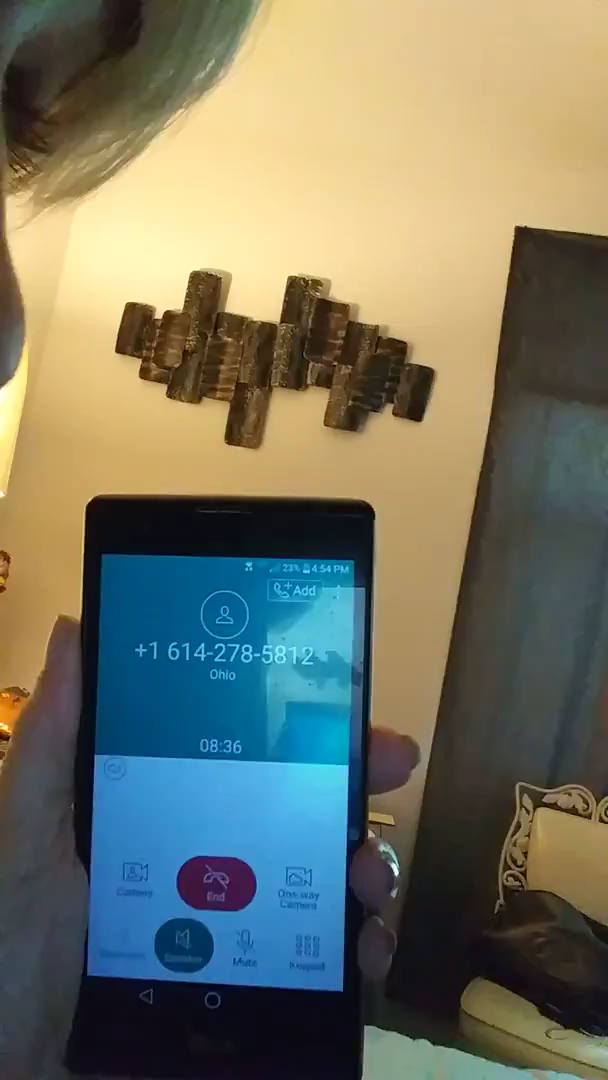 23% 4:54 PM
Add
+1 614-278-5812
Ohio
08:36
Camera
End
One-way
Camera
Speaker
Mute
Keypad